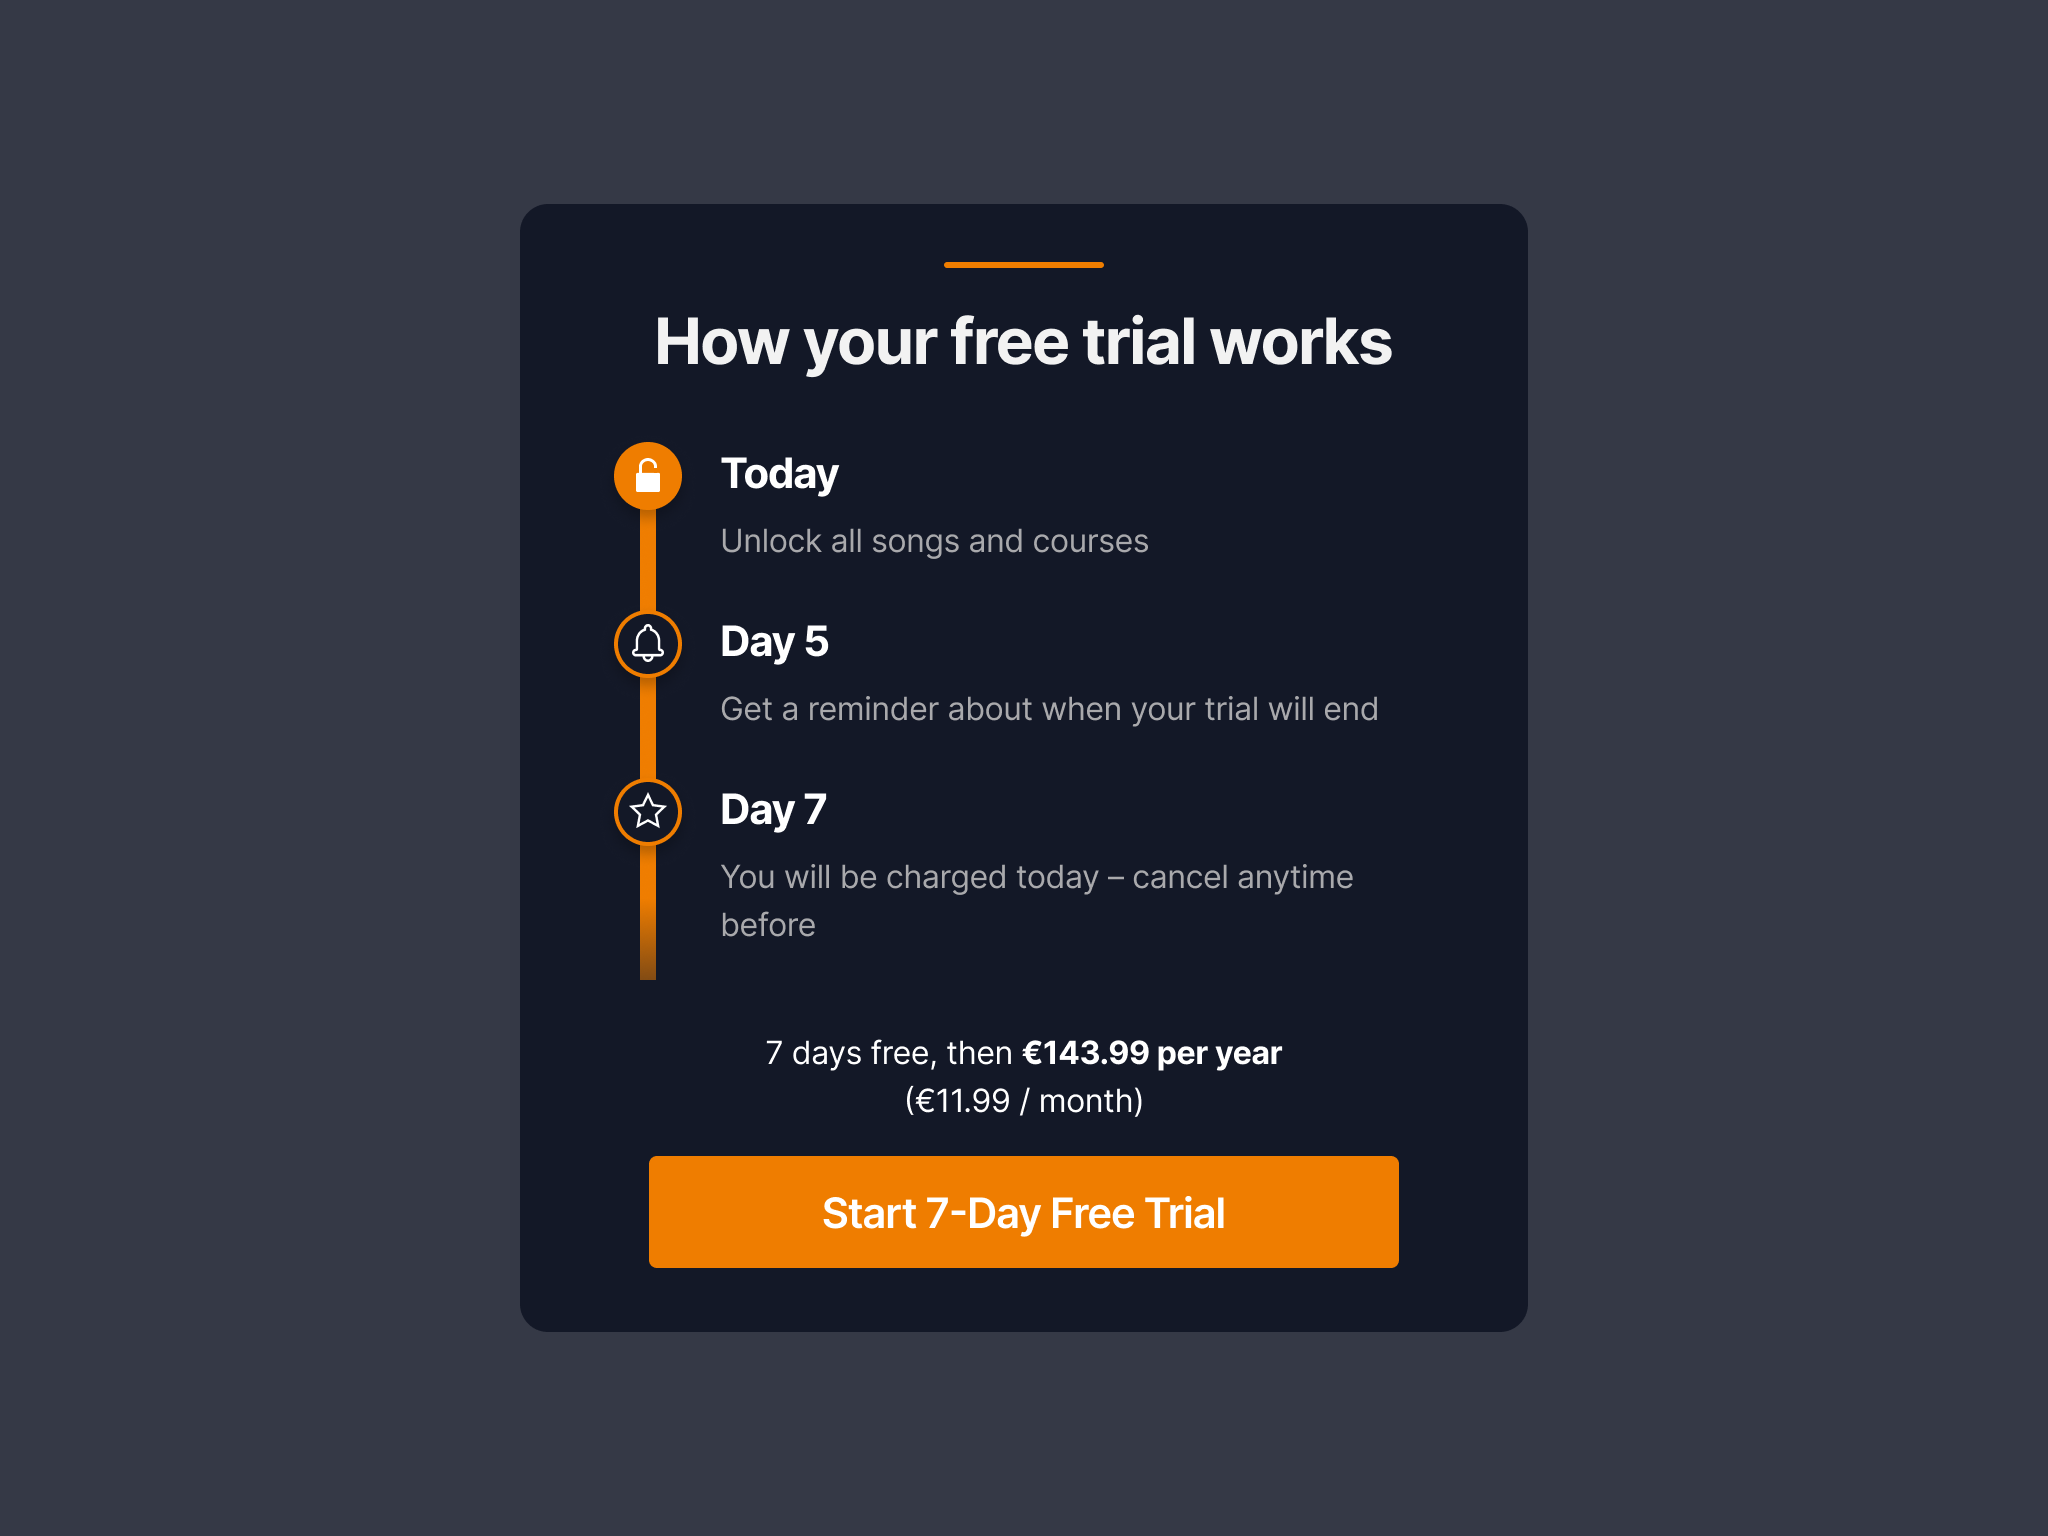 How your free trial works
Today
Unlock all songs and courses
Day 5
Get a reminder about when your trial will end
Day 7
You will be charged today – cancel anytime
before
7 days free, then €143.99 per year
(€11.99 / month)
Start 7-Day Free Trial